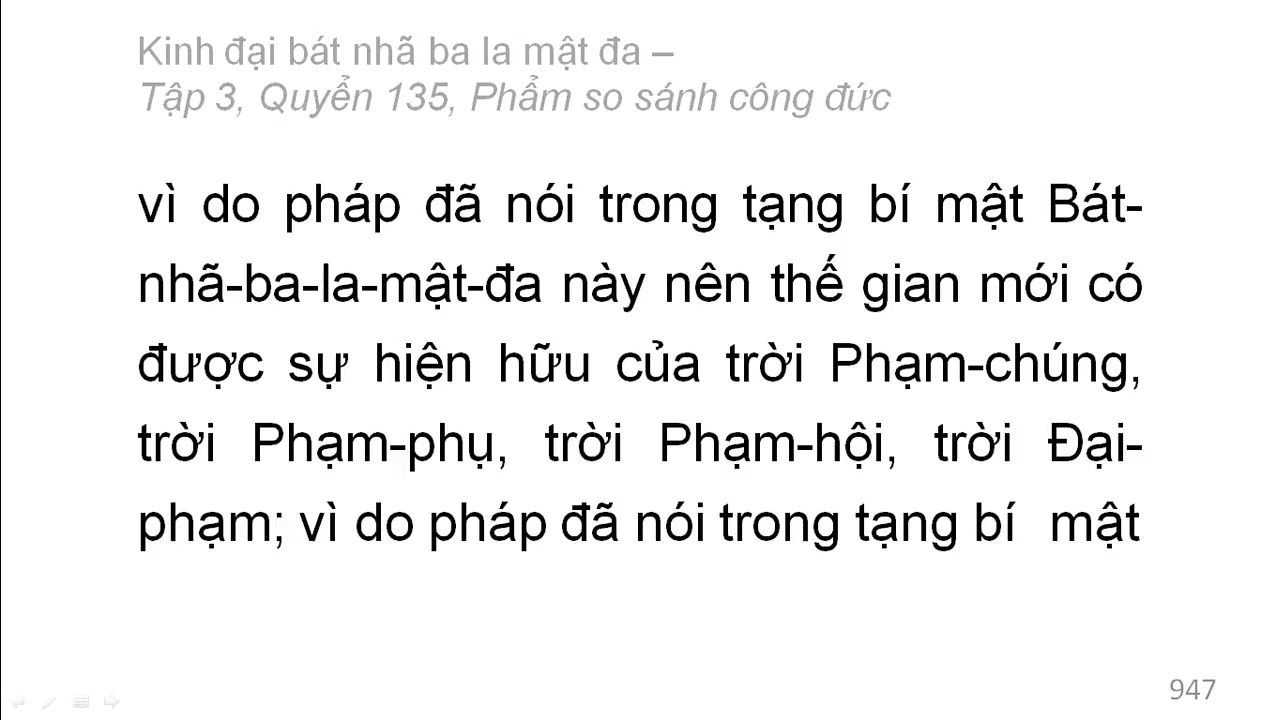 Kinh đại bát nhã ba la mật đa –
Tập 3, Quyển 135, Phẩm so sánh công đức
vì do pháp đã nói trong tạng bí mật Bát-
nhã-ba-la-mật-đa này nên thế gian mới có
được sự hiện hữu của trời Phạm-chúng,
trời Phạm-phụ, trời Phạm-hội, trời Đại-
phạm; vì do pháp đã nói trong tạng bí mật
947